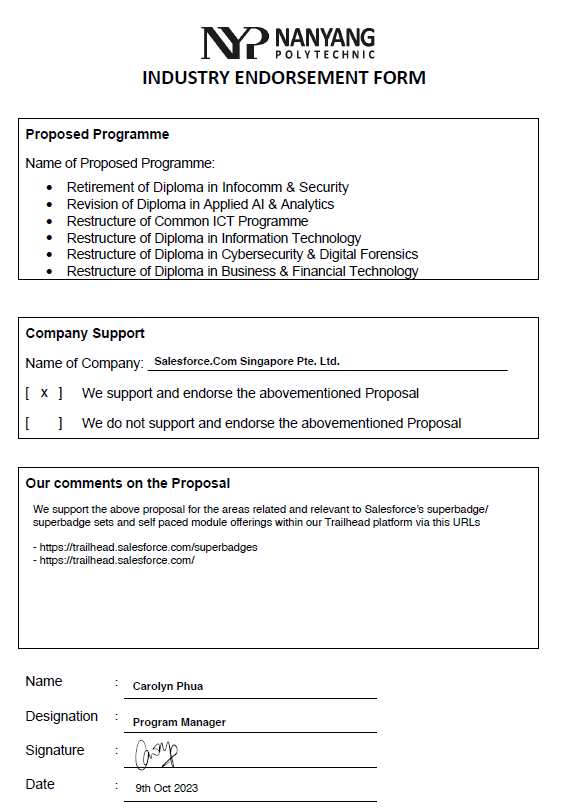 NYP NANYANG
POLYTECHNIC
INDUSTRY ENDORSEMENT FORM
Proposed Programme
Name of Proposed Programme:
• Retirement of Diploma in Infocomm & Security
• Revision of Diploma in Applied AI & Analytics
• Restructure of Common ICT Programme
• Restructure of Diploma in Information Technology
• Restructure of Diploma in Cybersecurity & Digital Forensics
• Restructure of Diploma in Business & Financial Technology
Company Support
Name of Company: Salesforce.Com Singapore Pte. Ltd.
[ x ] We support and endorse the abovementioned Proposal
[ ] We do not support and endorse the abovementioned Proposal
Our comments on the Proposal
We support the above proposal for the areas related and relevant to Salesforce's superbadge/
superbadge sets and self paced module offerings within our Trailhead platform via this URLs
- https://trailhead.salesforce.com/superbadges
- https://trailhead.salesforce.com/
Name : Carolyn Phua
Designation : Program Manager
Signature :
Date : 9th Oct 2023